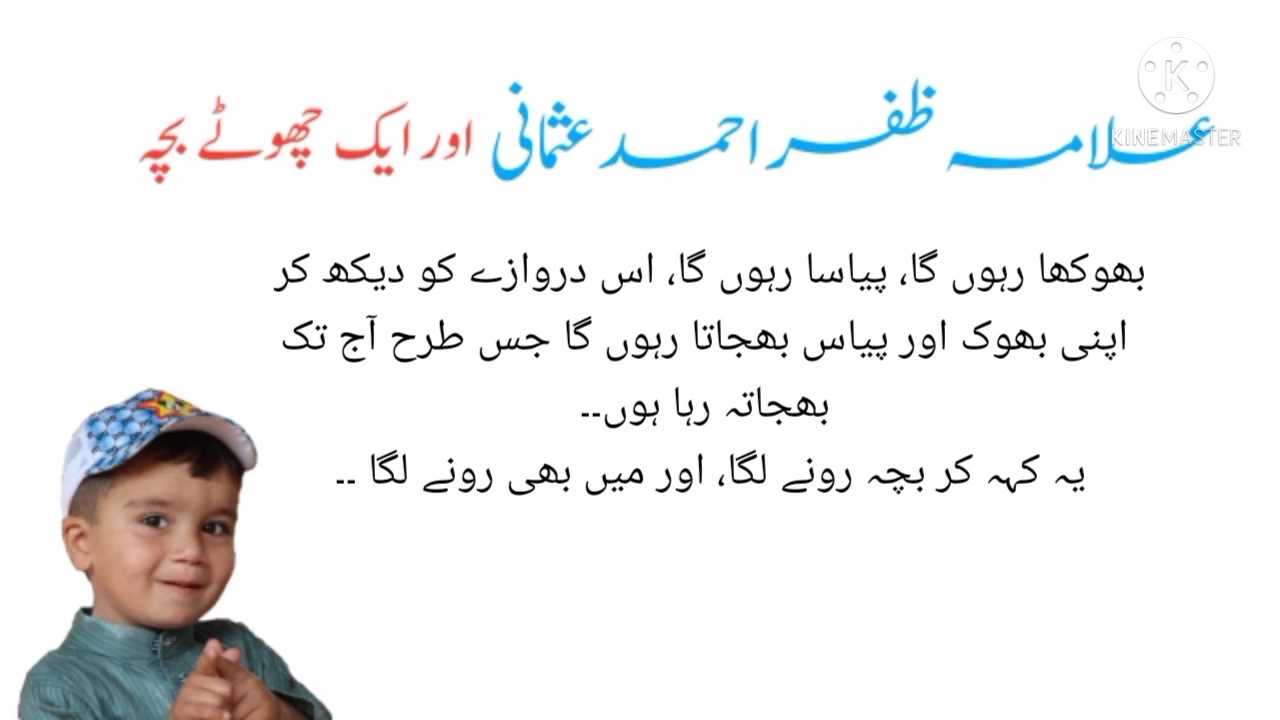 علامہ ظفر احمد عثمانی اور ایک چھوٹے بچہ
KINEMASTER
بھوکھا رہوں گا، پیاسا رہوں گا، اس دروازے کو دیکھ کر
اپنی بھوک اور پیاس بھجاتا رہوں گا جس طرح آج تک
بھجاتہ رہا ہوں--
یہ کہہ کر بچہ رونے لگا، اور میں بھی رونے لگا --